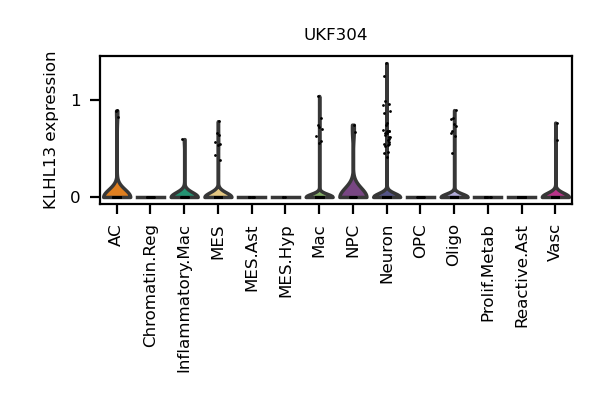 UKF304
KLHL13 expression
1
0
AC
Chromatin.Reg
Inflammatory.Mac
MES
MES.Ast
MES.Hyp
Mac
NPC
Neuron
OPC
Oligo
Prolif.Metab
Reactive.Ast
Vasc